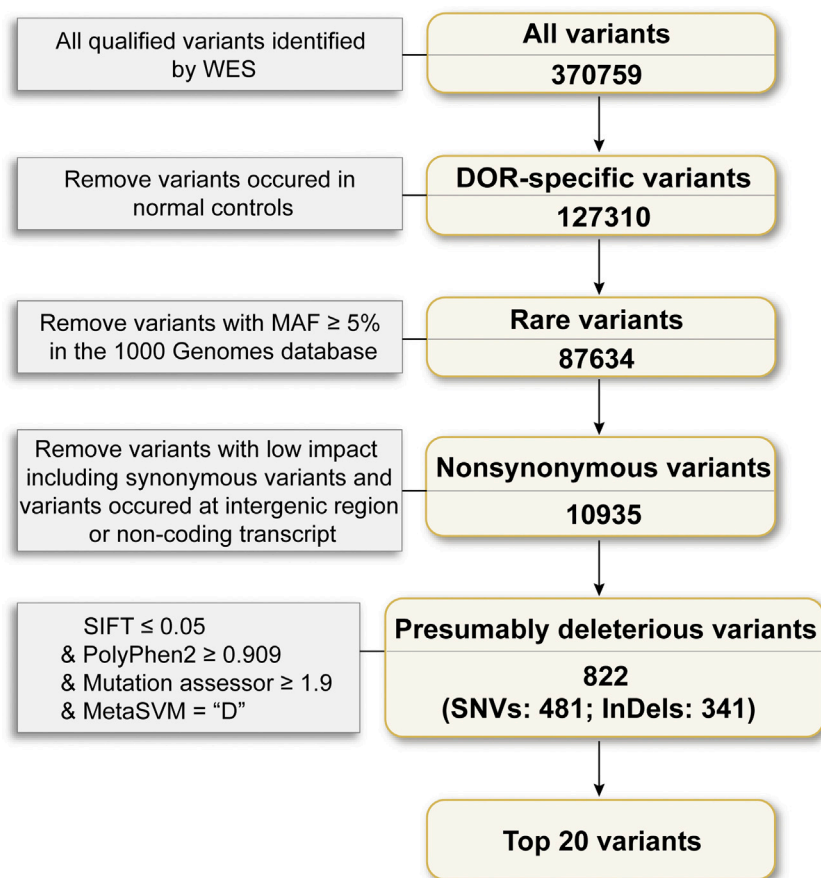 All qualified variants identified
by WES
All variants
370759
Remove variants occured in
normal controls
DOR-specific variants
127310
Remove variants with MAF ≥ 5%
in the 1000 Genomes database
Rare variants
87634
Remove variants with low impact
including synonymous variants and
variants occured at intergenic region
or non-coding transcript
Nonsynonymous variants
10935
SIFT ≤ 0.05
& PolyPhen2 ≥ 0.909
& Mutation assessor ≥ 1.9
& MetaSVM = “D”
Presumably deleterious variants
822
(SNVs: 481; InDels: 341)
Top 20 variants